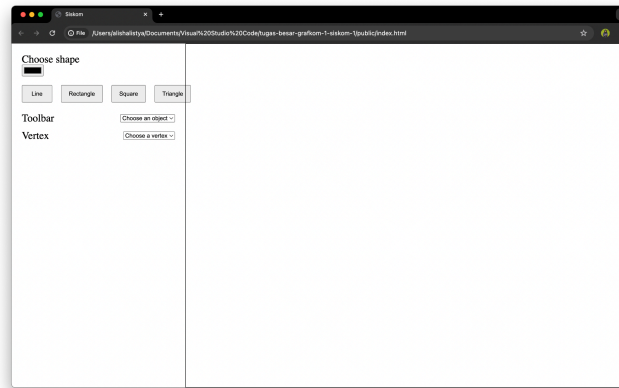 Siskom
File /Users/alishalistya/Documents/Visual%20Studio%20Code/tugas-besar-grafkom-1-siskom-1/public/index.html
Choose shape
Line Rectangle Square Triangle
Toolbar Choose an object
Vertex Choose a vertex